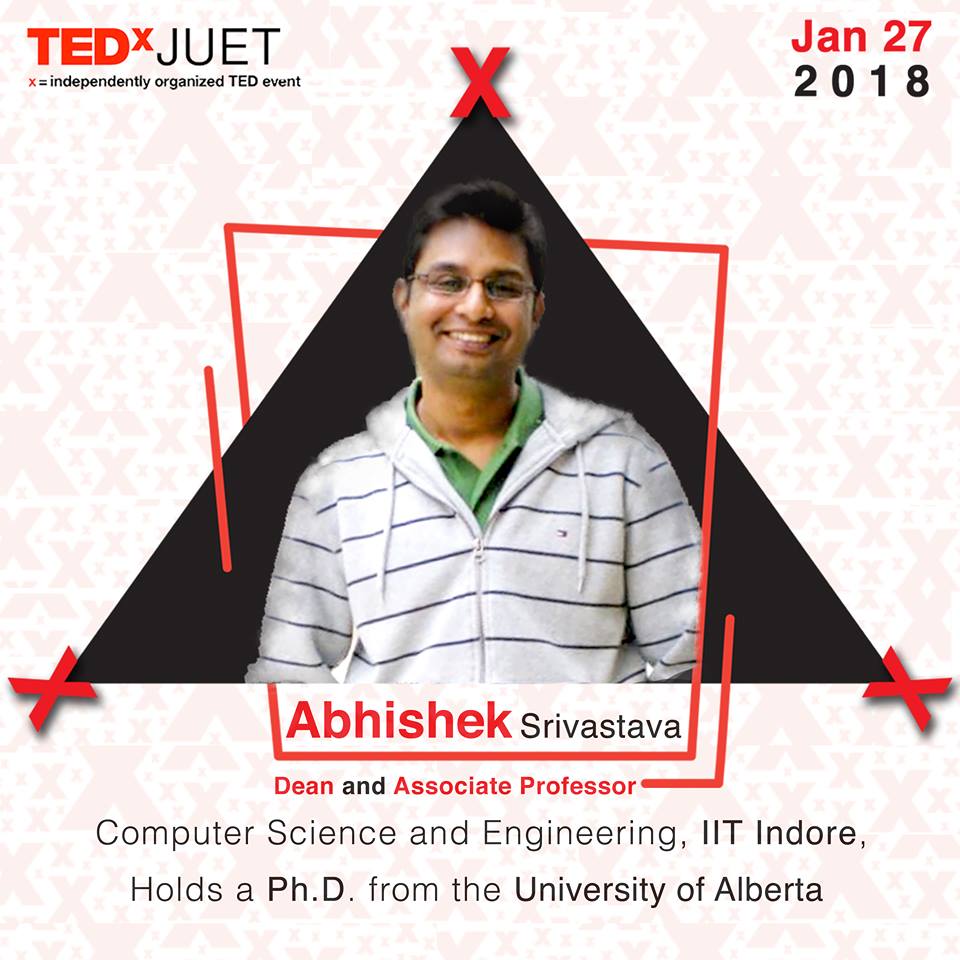 TEDxJUET
x = independently organized TED event
Jan 27
2018
X
X
X
Abhishek Srivastava
Dean and Associate Professor
Computer Science and Engineering, IIT Indore,
Holds a Ph.D. from the University of Alberta